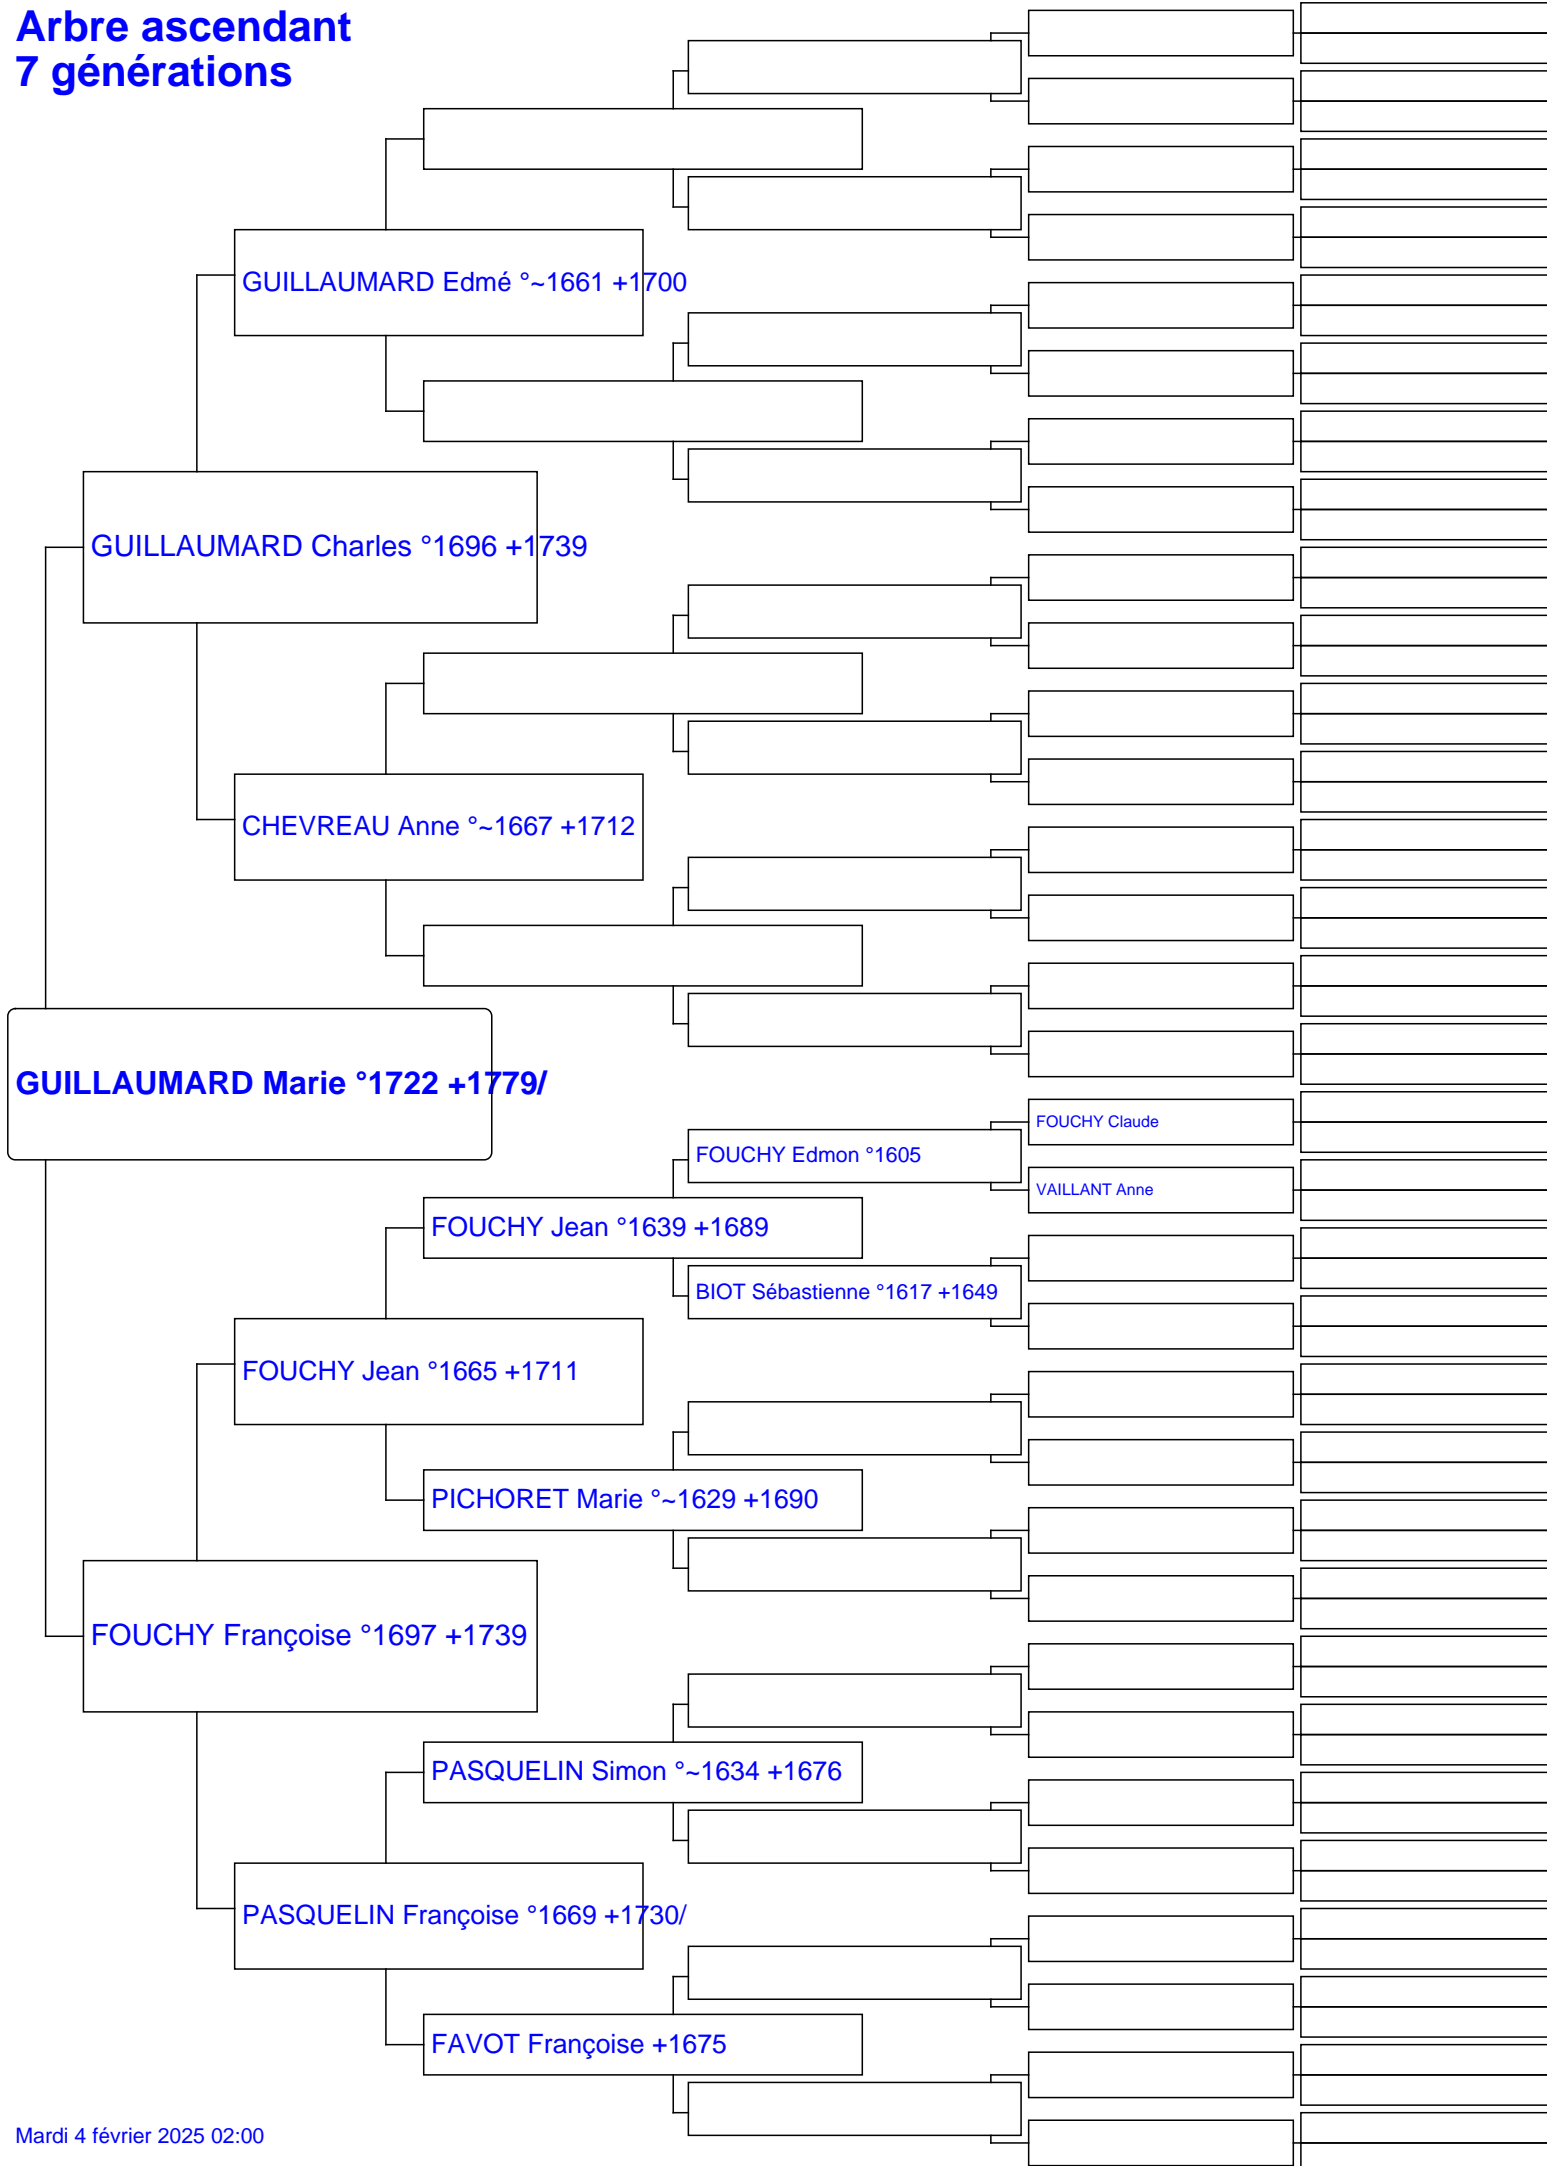 Arbre ascendant
7 générations
GUILLAUMARD Edmé °~1661 +1700
GUILLAUMARD Charles °1696 +1739
CHEVREAU Anne °~1667 +1712
GUILLAUMARD Marie °1722 +1779/
FOUCHY Claude
FOUCHY Edmon °1605
VAILLANT Anne
FOUCHY Jean °1639 +1689
BIOT Sébastienne °1617 +1649
FOUCHY Jean °1665 +1711
PICHORET Marie °~1629 +1690
FOUCHY Françoise °1697 +1739
PASQUELIN Simon °~1634 +1676
PASQUELIN Françoise °1669 +1730/
FAVOT Françoise +1675
Mardi 4 février 2025 02:00